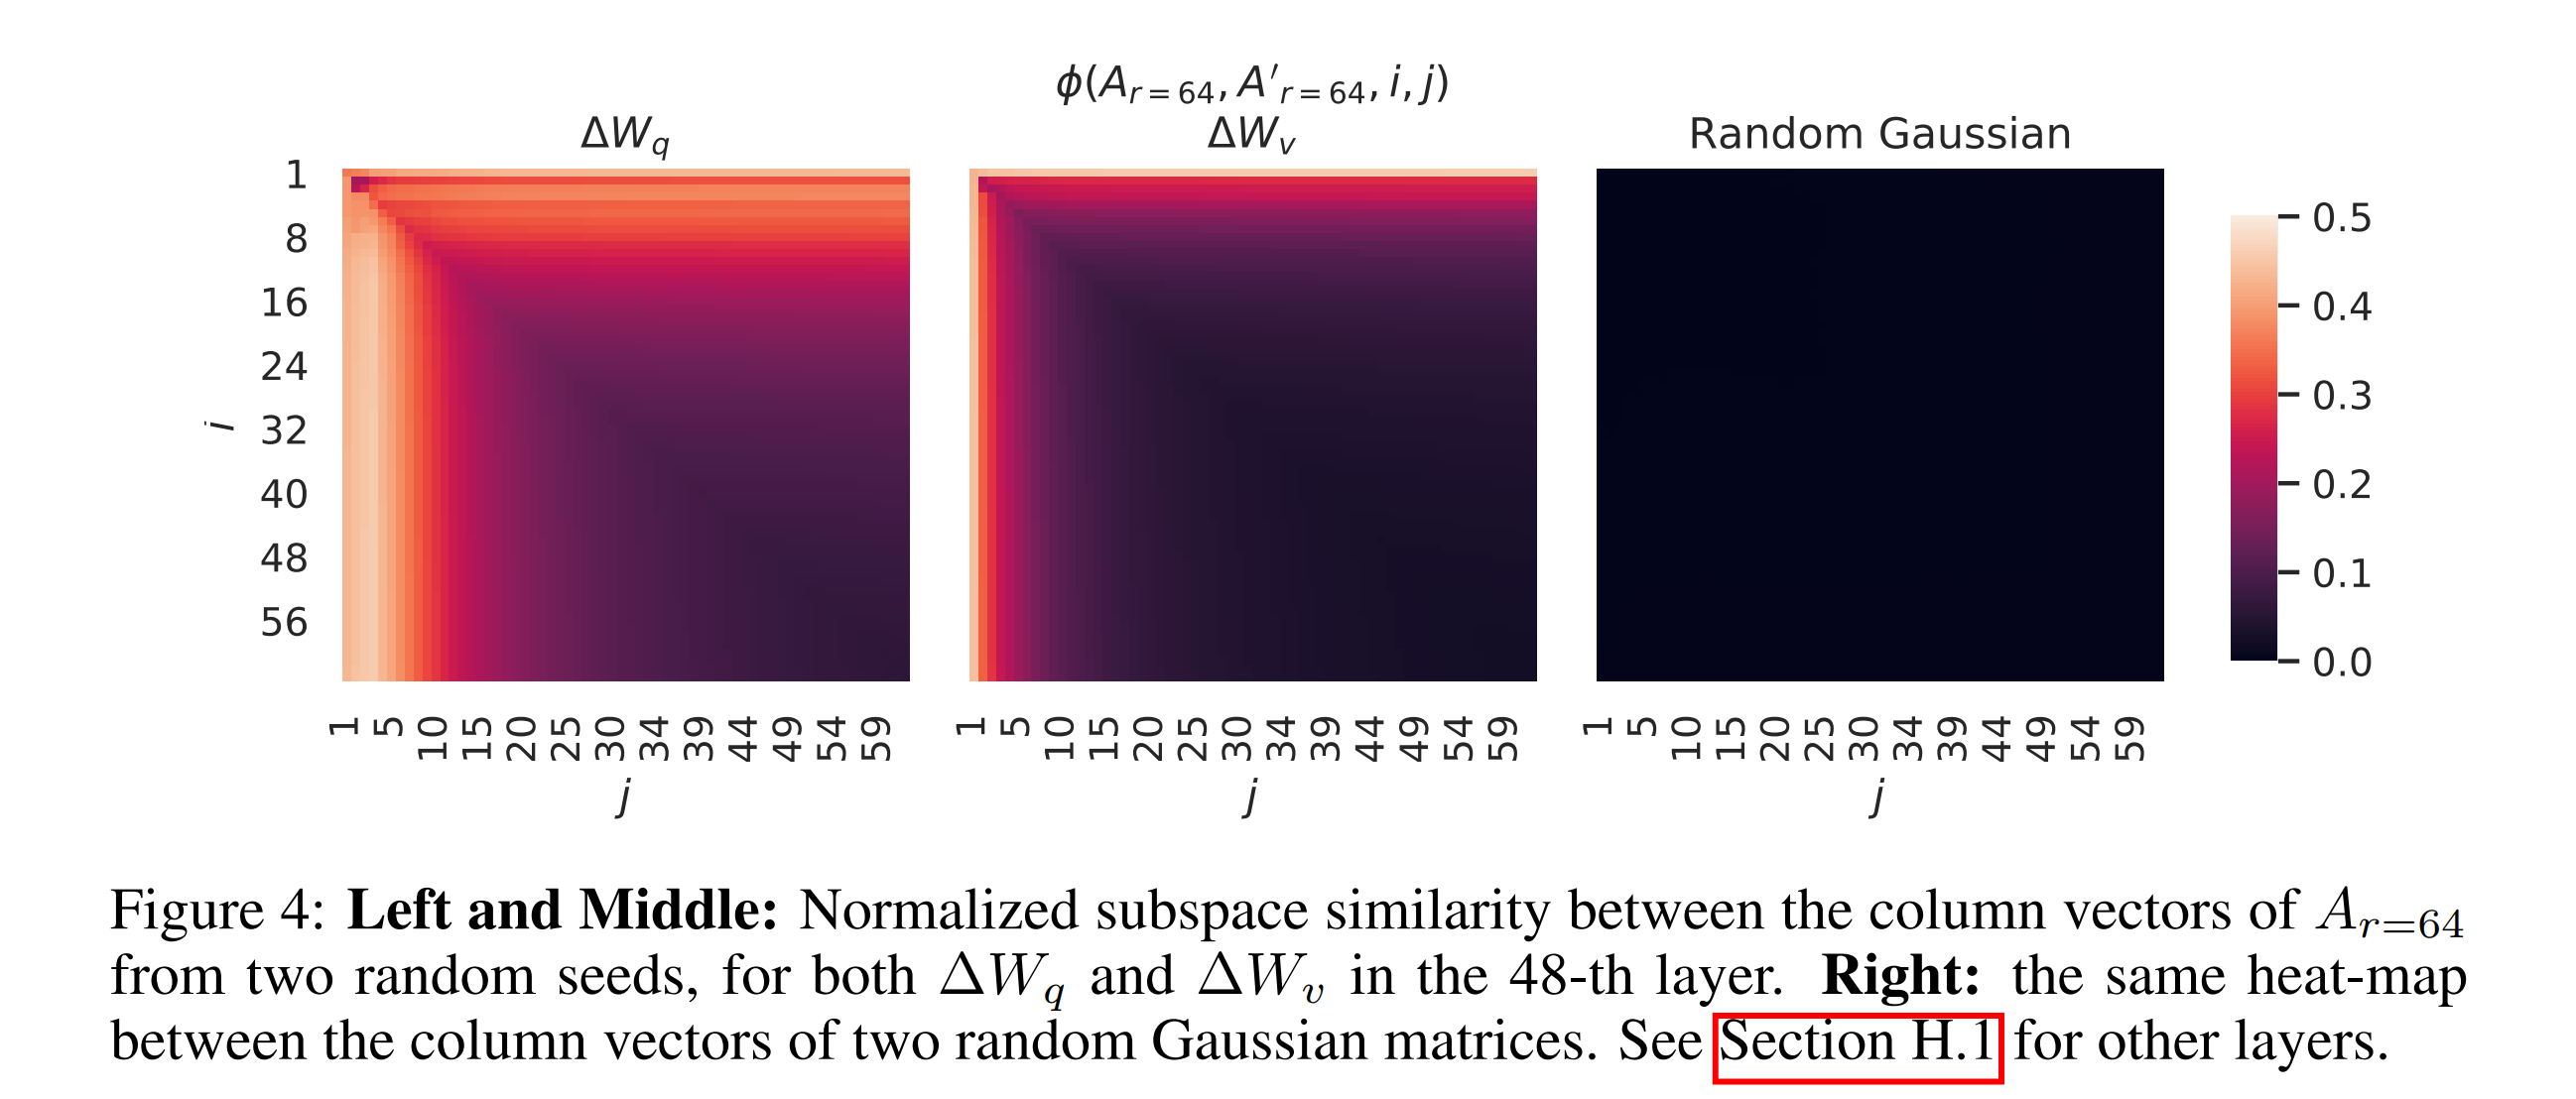 ϕ(A_{r=64}, A'_{r=64}, i, j)
ΔW_q
ΔW_v
Random Gaussian
1
8
16
24
32
40
48
56
i
1 5 10 15 20 25 30 34 39 44 49 54 59
j
1 5 10 15 20 25 30 34 39 44 49 54 59
j
1 5 10 15 20 25 30 34 39 44 49 54 59
j
0.5
0.4
0.3
0.2
0.1
0.0
Figure 4: Left and Middle: Normalized subspace similarity between the column vectors of A_{r=64}
from two random seeds, for both ΔW_q and ΔW_v in the 48-th layer. Right: the same heat-map
between the column vectors of two random Gaussian matrices. See Section H.1 for other layers.